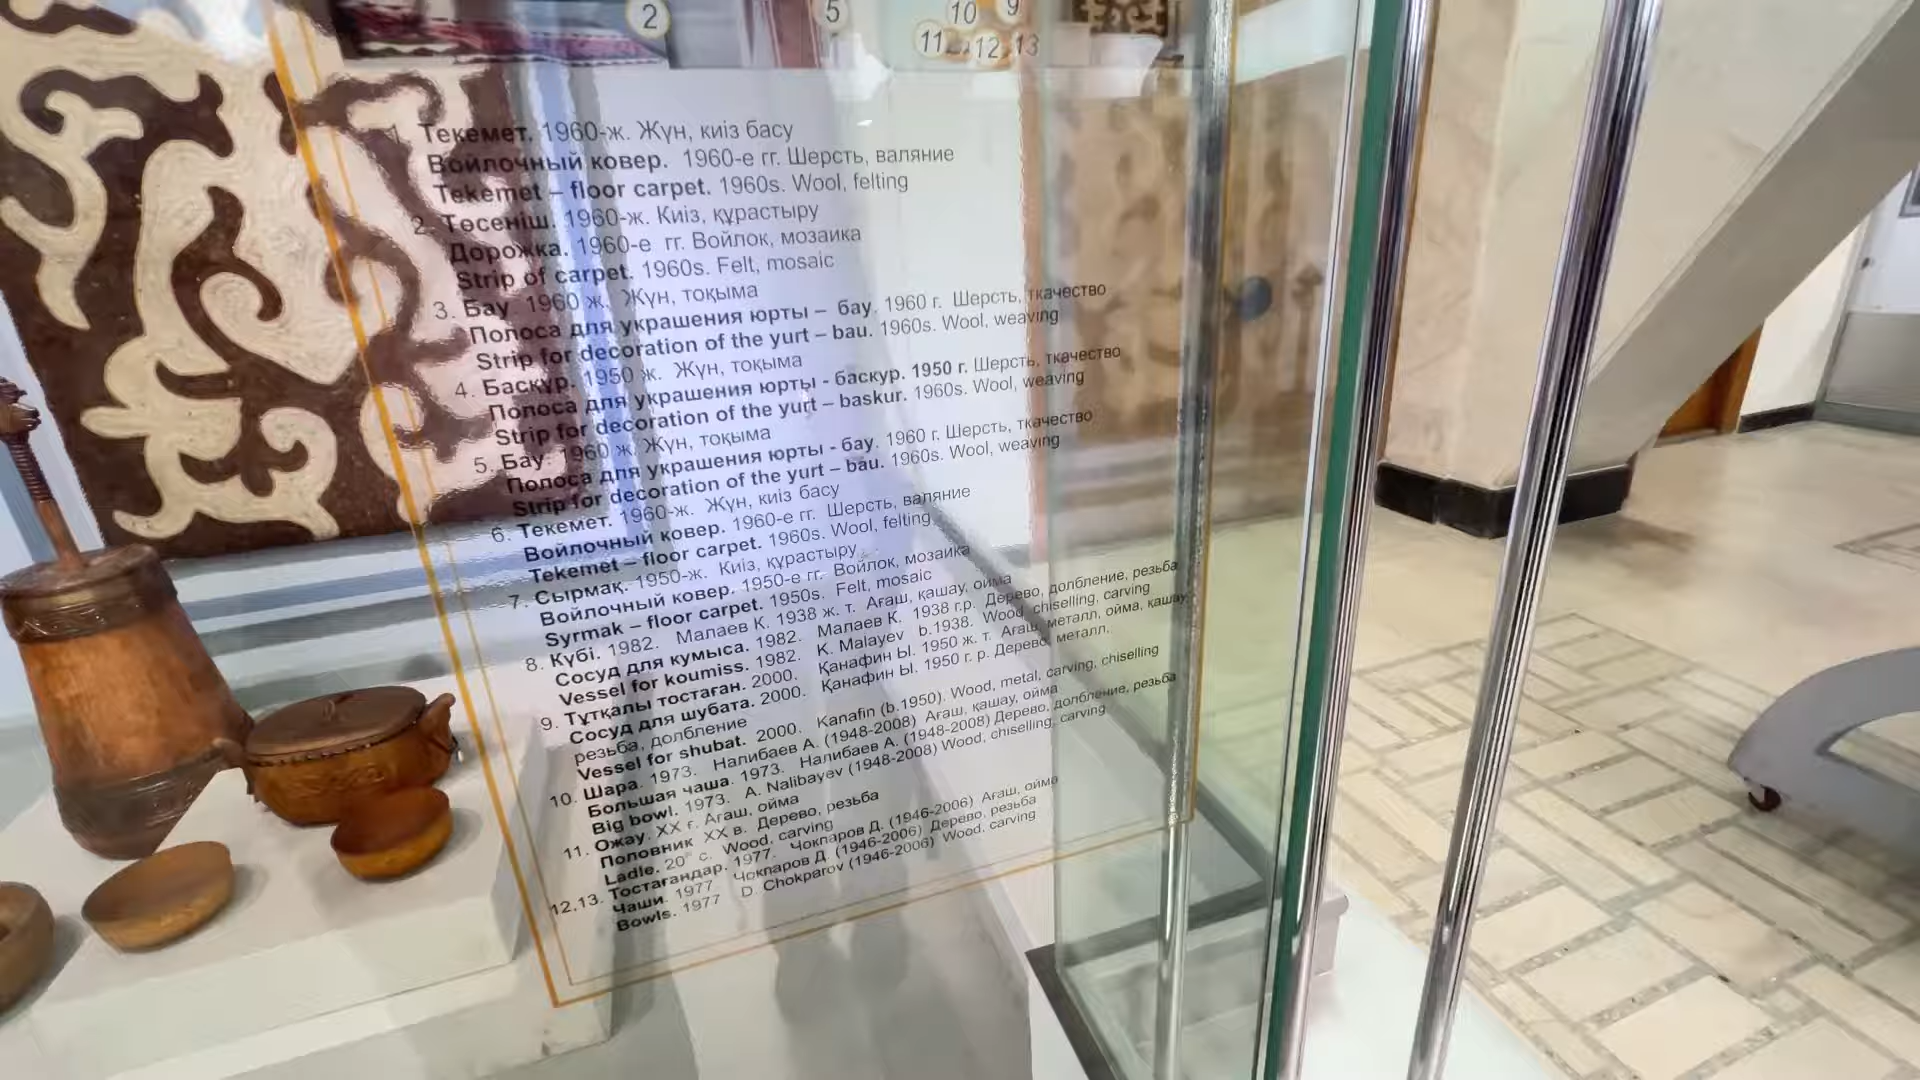 2
5
10 9
11 12 13
1. Текемет. 1960-ж. Жүн, киіз басу
Войлочный ковер. 1960-е гг. Шерсть, валяние
Tekemet – floor carpet. 1960s. Wool, felting
2. Төсеніш. 1960-ж. Киіз, құрастыру
Дорожка. 1960-е гг. Войлок, мозаика
Strip of carpet. 1960s. Felt, mosaic
3. Бау. 1960 ж. Жүн, тоқыма
Полоса для украшения юрты – бау. 1960 г. Шерсть, ткачество
Strip for decoration of the yurt – bau. 1960s. Wool, weaving
4. Басқұр. 1950 ж. Жүн, тоқыма
Полоса для украшения юрты - баскур. 1950 г. Шерсть, ткачество
Strip for decoration of the yurt – baskur. 1960s. Wool, weaving
5. Бау. 1960 ж. Жүн, тоқыма
Полоса для украшения юрты - бау. 1960 г. Шерсть, ткачество
Strip for decoration of the yurt – bau. 1960s. Wool, weaving
6. Текемет. 1960-ж. Жүн, киіз басу
Войлочный ковер. 1960-е гг. Шерсть, валяние
Tekemet – floor carpet. 1960s. Wool, felting
7. Сырмақ. 1950-ж. Киіз, құрастыру
Войлочный ковер. 1950-е гг. Войлок, мозаика
Syrmak – floor carpet. 1950s. Felt, mosaic
8. Күбі. 1982. Малаев К. 1938 ж. т. Ағаш, қашау, ойма
Сосуд для кумыса. 1982. Малаев К. 1938 г.р. Дерево, долбление, резьба
Vessel for koumiss. 1982. K. Malayev b.1938. Wood, chiselling, carving
9. Тұтқалы тостаған. 2000. Қанафин Ы. 1950 ж. т. Ағаш, металл, ойма, қашау
Сосуд для шубата. 2000. Қанафин Ы. 1950 г. р. Дерево, металл,
резьба, долбление
Vessel for shubat. 2000. Kanafin (b.1950). Wood, metal, carving, chiselling
10. Шара. 1973. Налибаев А. (1948-2008) Ағаш, қашау, ойма
Большая чаша. 1973. Налибаев А. (1948-2008) Дерево, долбление, резьба
Big bowl. 1973. A. Nalibayev (1948-2008) Wood, chiselling, carving
11. Ожау. XX ғ. Ағаш, ойма
Половник XX в. Дерево, резьба
Ladle. 20 c. Wood, carving
12,13. Тостағандар. 1977. Чокпаров Д. (1946-2006) Ағаш, ойма
Чаши. 1977. Чокпаров Д (1946-2006) Дерево, резьба
Bowls. 1977 D. Chokparov (1946-2006) Wood, carving